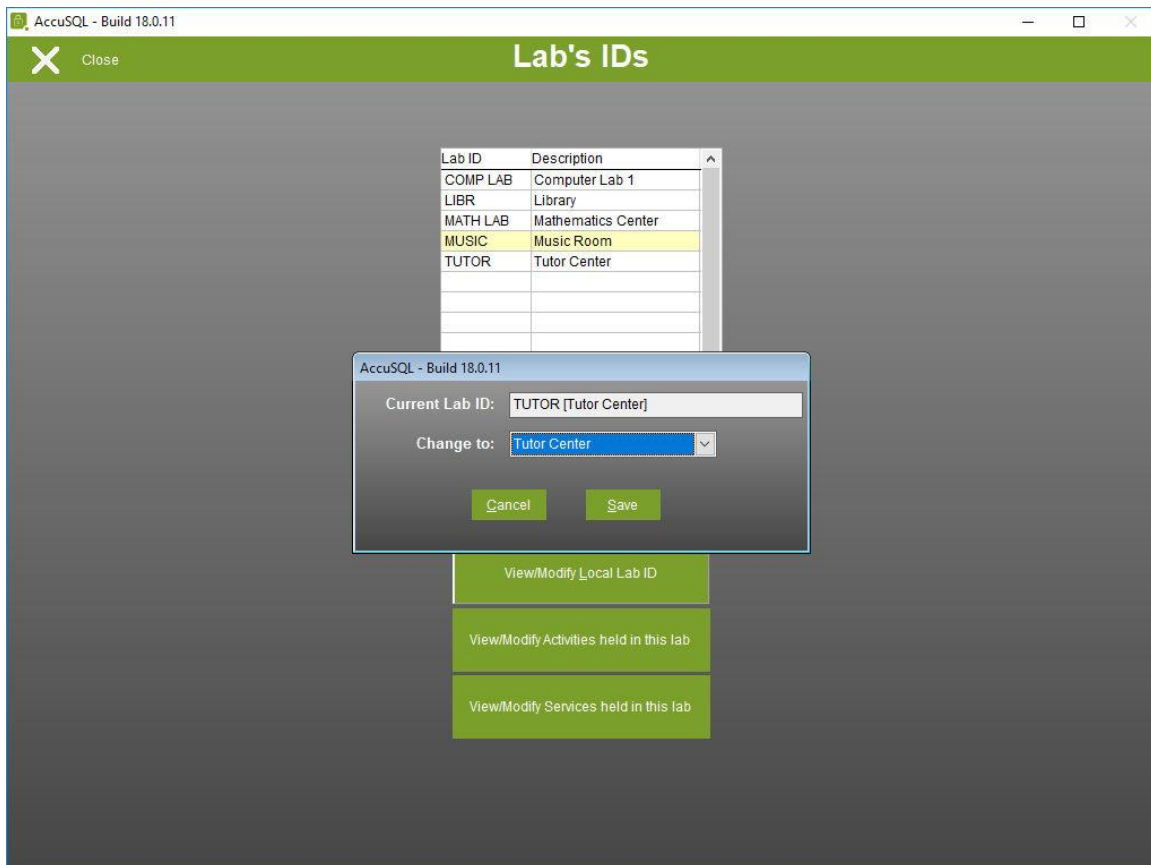 AccuSQL - Build 18.0.11
Close
Lab's IDs
Lab ID Description
COMP LAB Computer Lab 1
LIBR Library
MATH LAB Mathematics Center
MUSIC Music Room
TUTOR Tutor Center
AccuSQL - Build 18.0.11
Current Lab ID: TUTOR [Tutor Center]
Change to: Tutor Center
Cancel Save
View/Modify Local Lab ID
View/Modify Activities held in this lab
View/Modify Services held in this lab